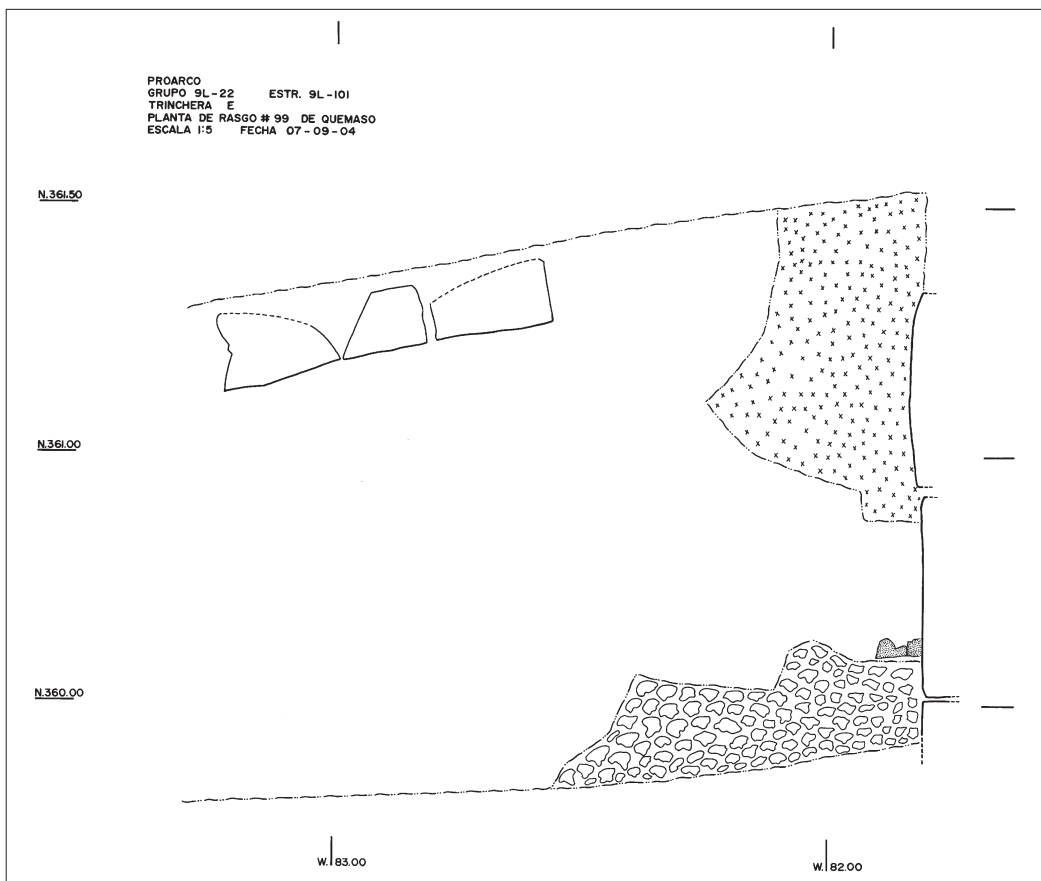 PROARCO
GRUPO 9L-22 ESTR. 9L-101
TRINCHERA E
PLANTA DE RASGO # 99 DE QUEMASO
ESCALA 1:5 FECHA 07-09-04
N.361.50
N.361.00
N.360.00
W. 83.00
W. 82.00